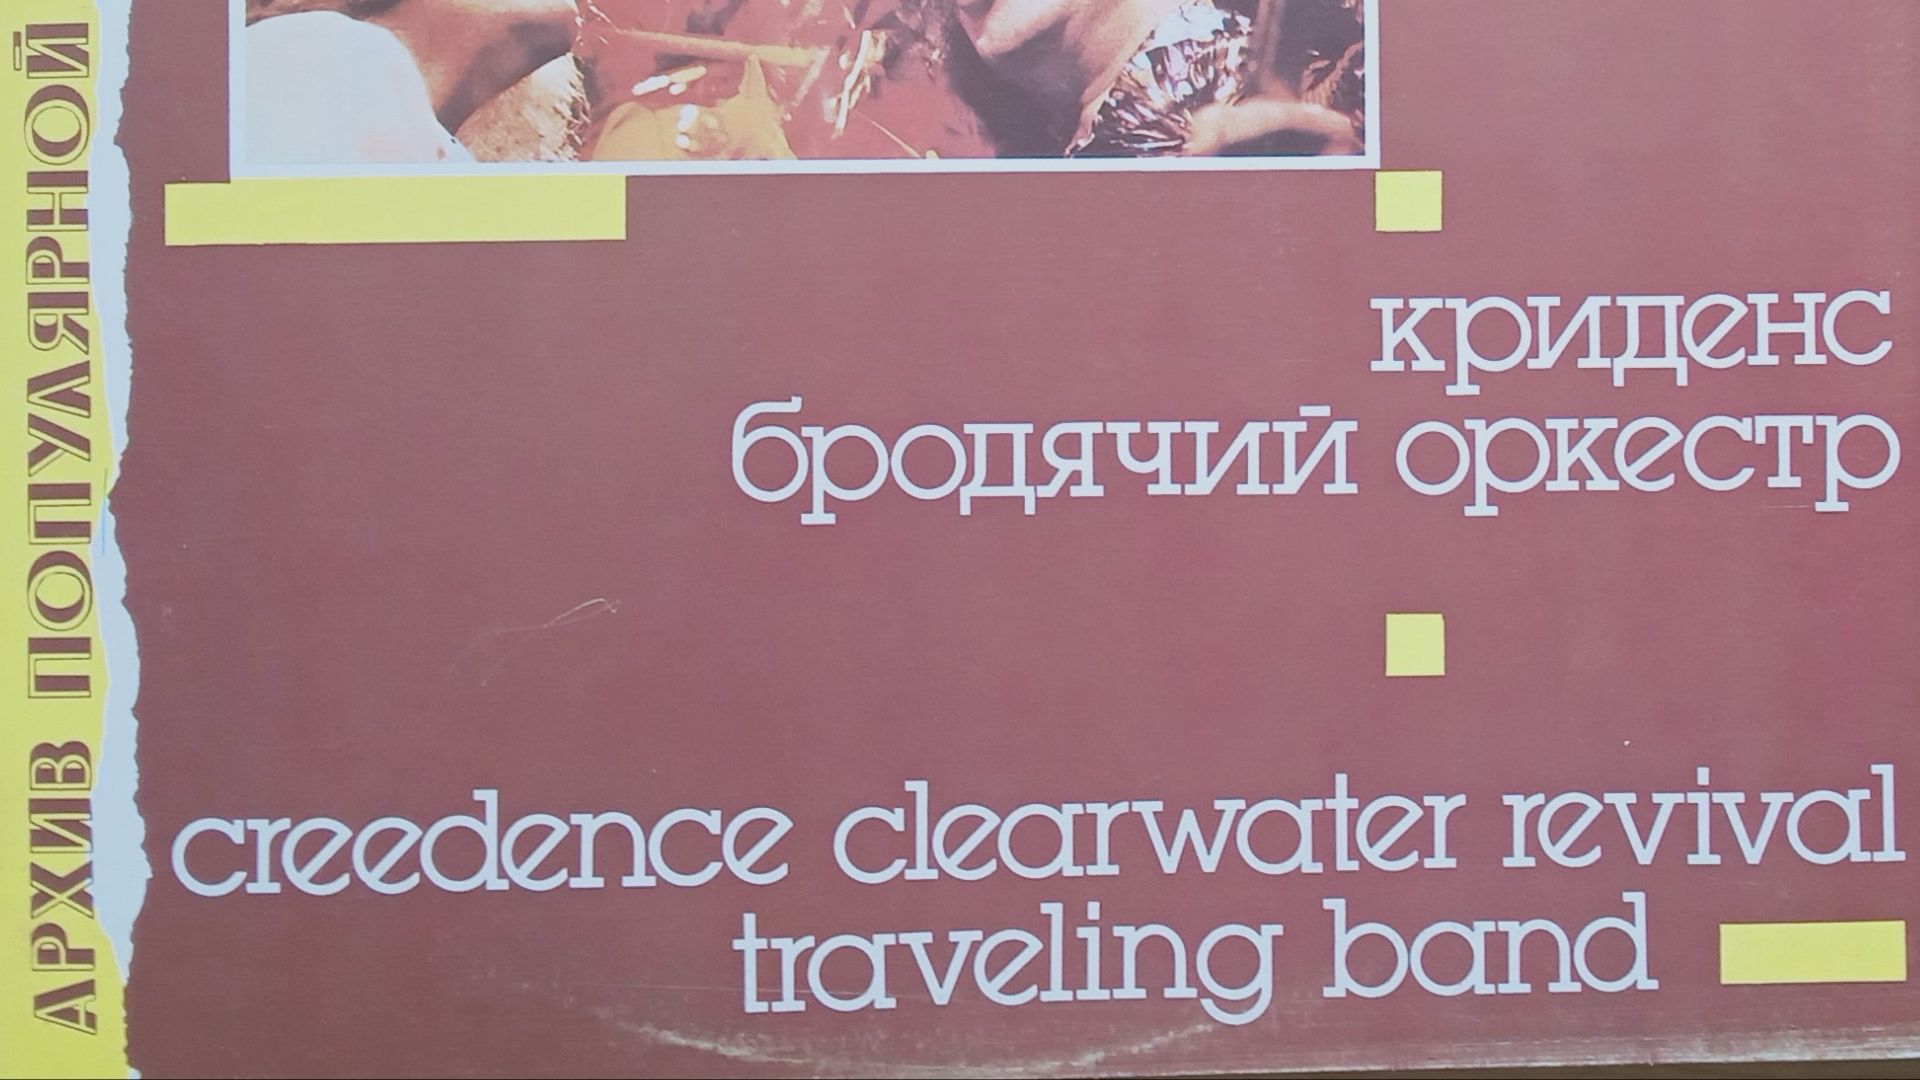 АРХИВ ПОПУЛЯРНОЙ
криденс
бродячий оркестр
creedence clearwater revival
traveling band